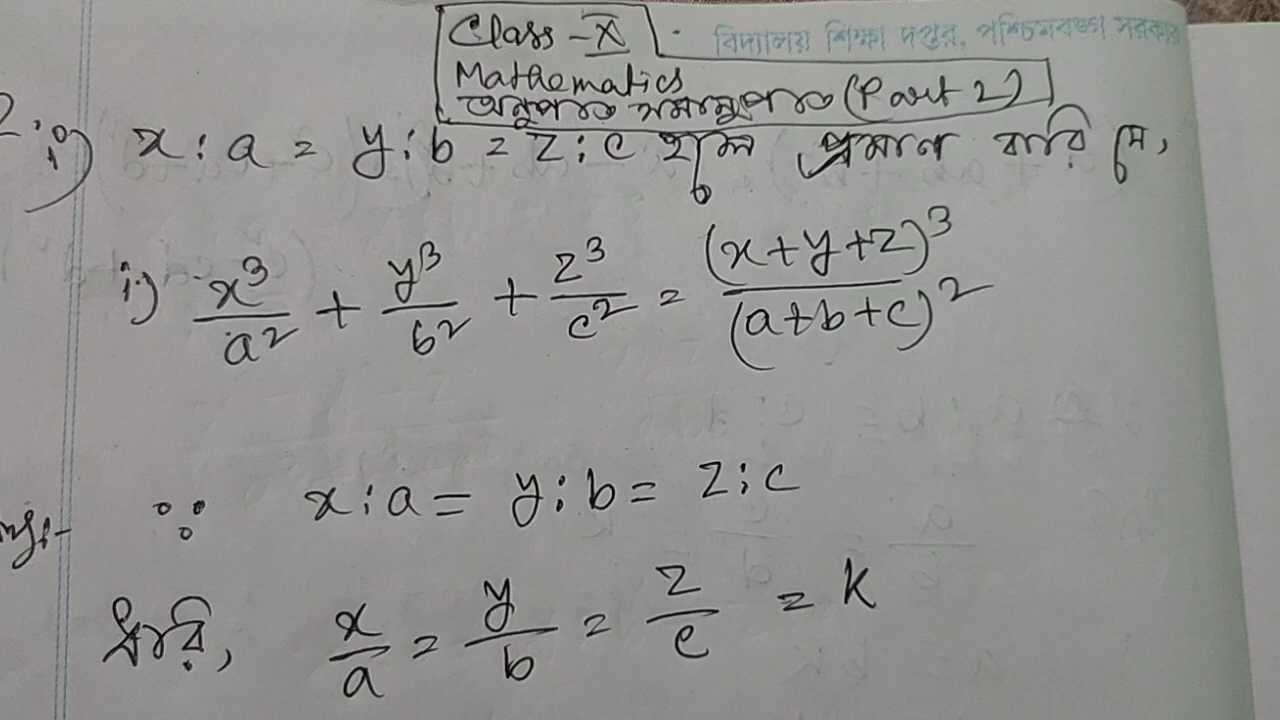 Class - X
বিদ্যালয় শিক্ষা দপ্তর, পশ্চিমবঙ্গ সরকার
Mathematics
অনুপাত সমানুপাত (Part 2)
2. i) x : a = y : b = z : c হলে প্রমাণ করি যে,
i) x³/a² + y³/b² + z³/c² = (x+y+z)³/(a+b+c)²
∵ x : a = y : b = z : c
ধরি, x/a = y/b = z/c = K